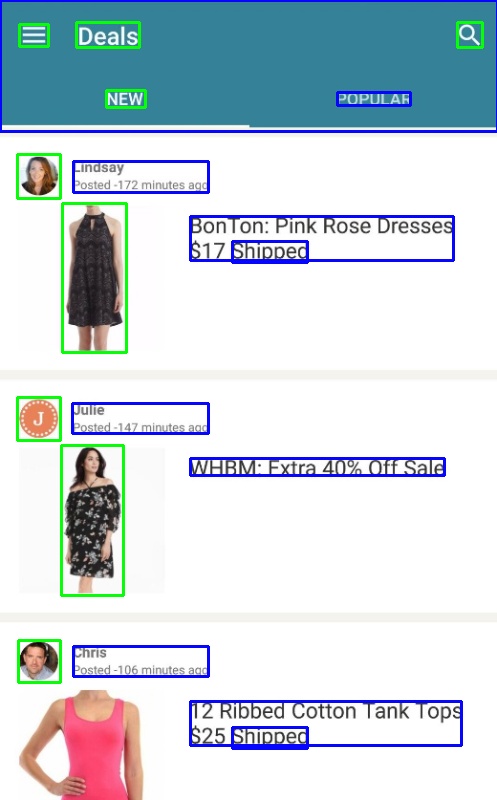 Deals
NEW POPULAR
Lindsay
Posted -172 minutes ago
BonTon: Pink Rose Dresses
$17 Shipped
J
Julie
Posted -147 minutes ago
WHBM: Extra 40% Off Sale
Chris
Posted -106 minutes ago
12 Ribbed Cotton Tank Tops
$25 Shipped